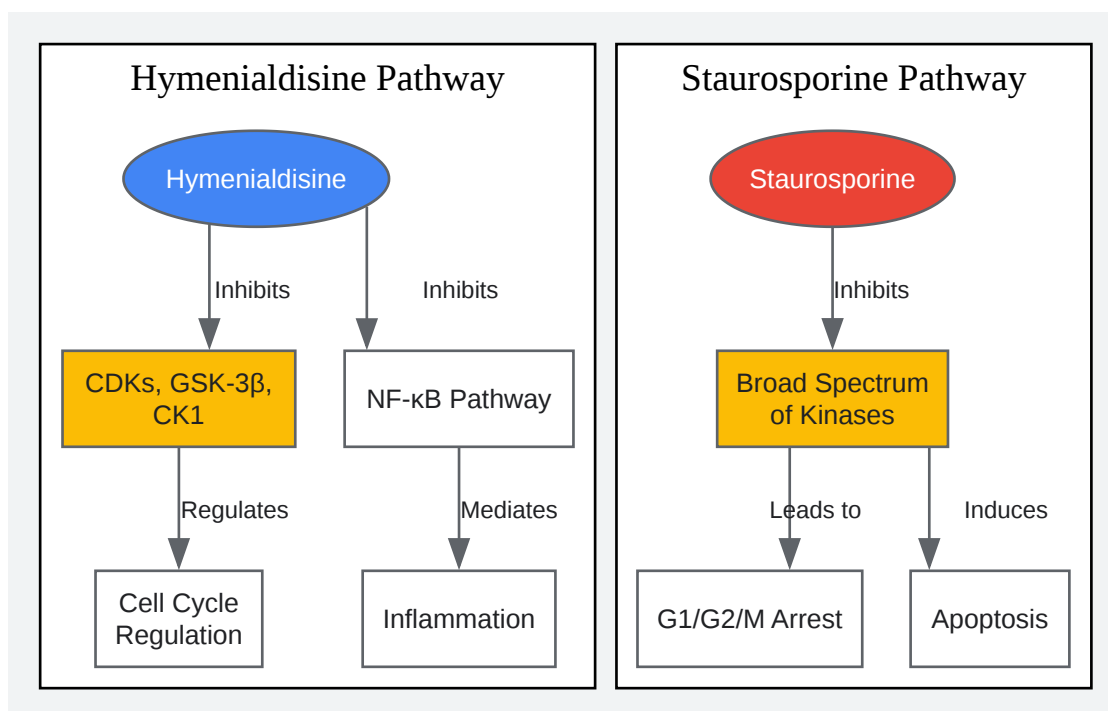 Hymenialdisine Pathway
Hymenialdisine
Inhibits
Inhibits
CDKs, GSK-3β,
CK1
NF-κB Pathway
Regulates
Mediates
Cell Cycle
Regulation
Inflammation
Staurosporine Pathway
Staurosporine
Inhibits
Broad Spectrum
of Kinases
Leads to
Induces
G1/G2/M Arrest
Apoptosis